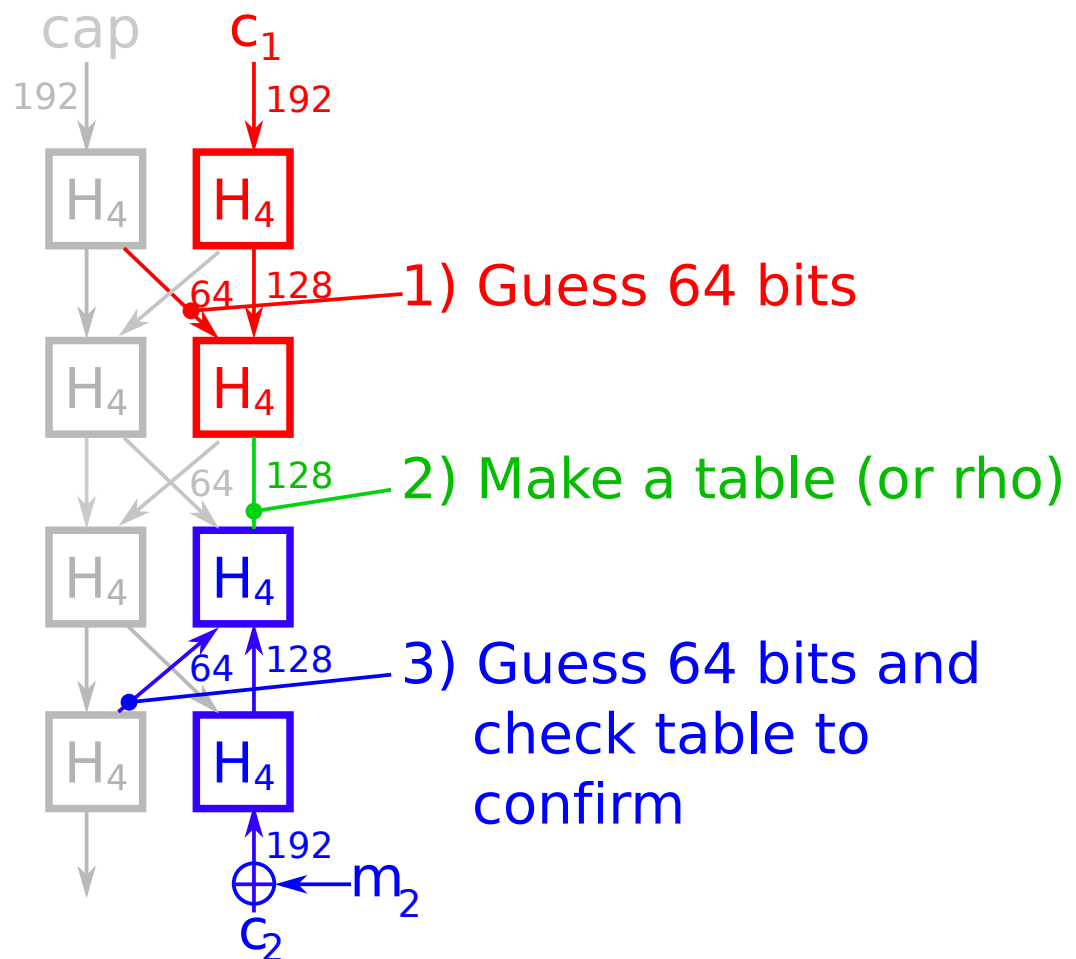 cap c1
192 192
H4 H4
64 128 1) Guess 64 bits
H4 H4
64 128 2) Make a table (or rho)
H4 H4
64 128 3) Guess 64 bits and
check table to
H4 H4
confirm
192
m2
c2